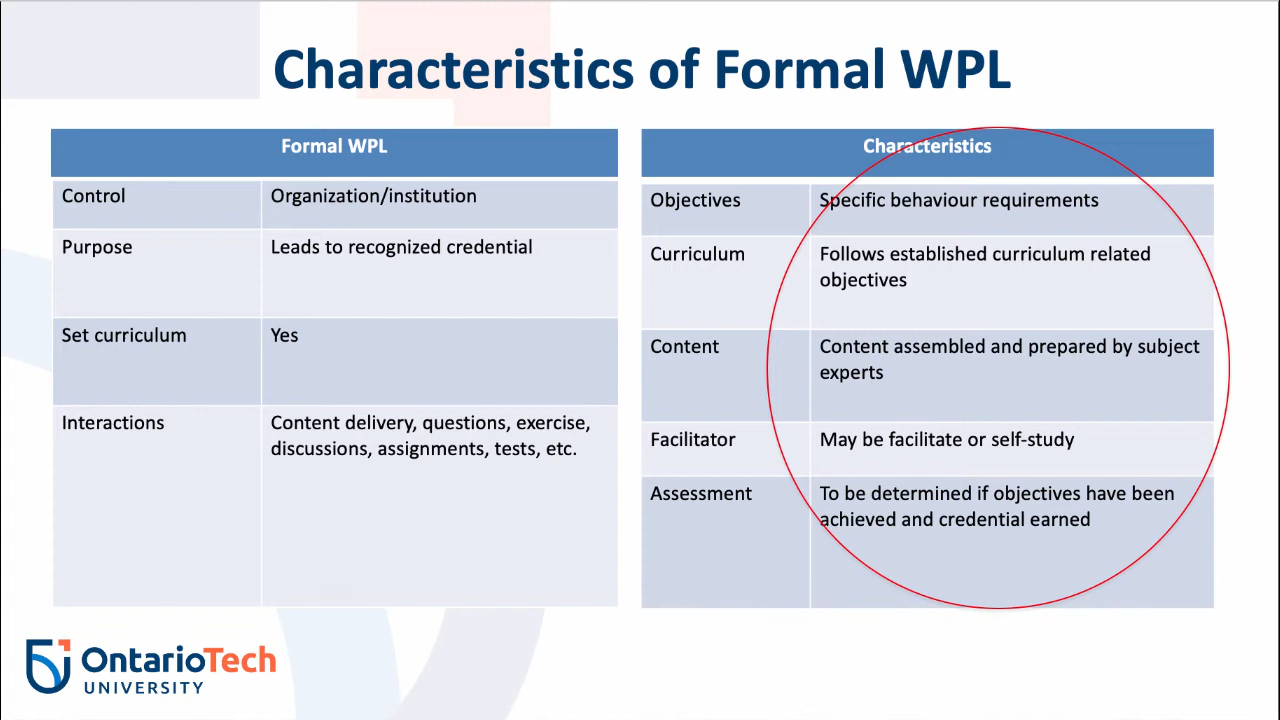 Characteristics of Formal WPL
Formal WPL
Control
Organization/institution
Purpose
Leads to recognized credential
Set curriculum
Yes
Interactions
Content delivery, questions, exercise,
discussions, assignments, tests, etc.
Characteristics
Objectives
Specific behaviour requirements
Curriculum
Follows established curriculum related
objectives
Content
Content assembled and prepared by subject
experts
Facilitator
May be facilitate or self-study
Assessment
To be determined if objectives have been
achieved and credential earned
OntarioTech
UNIVERSITY